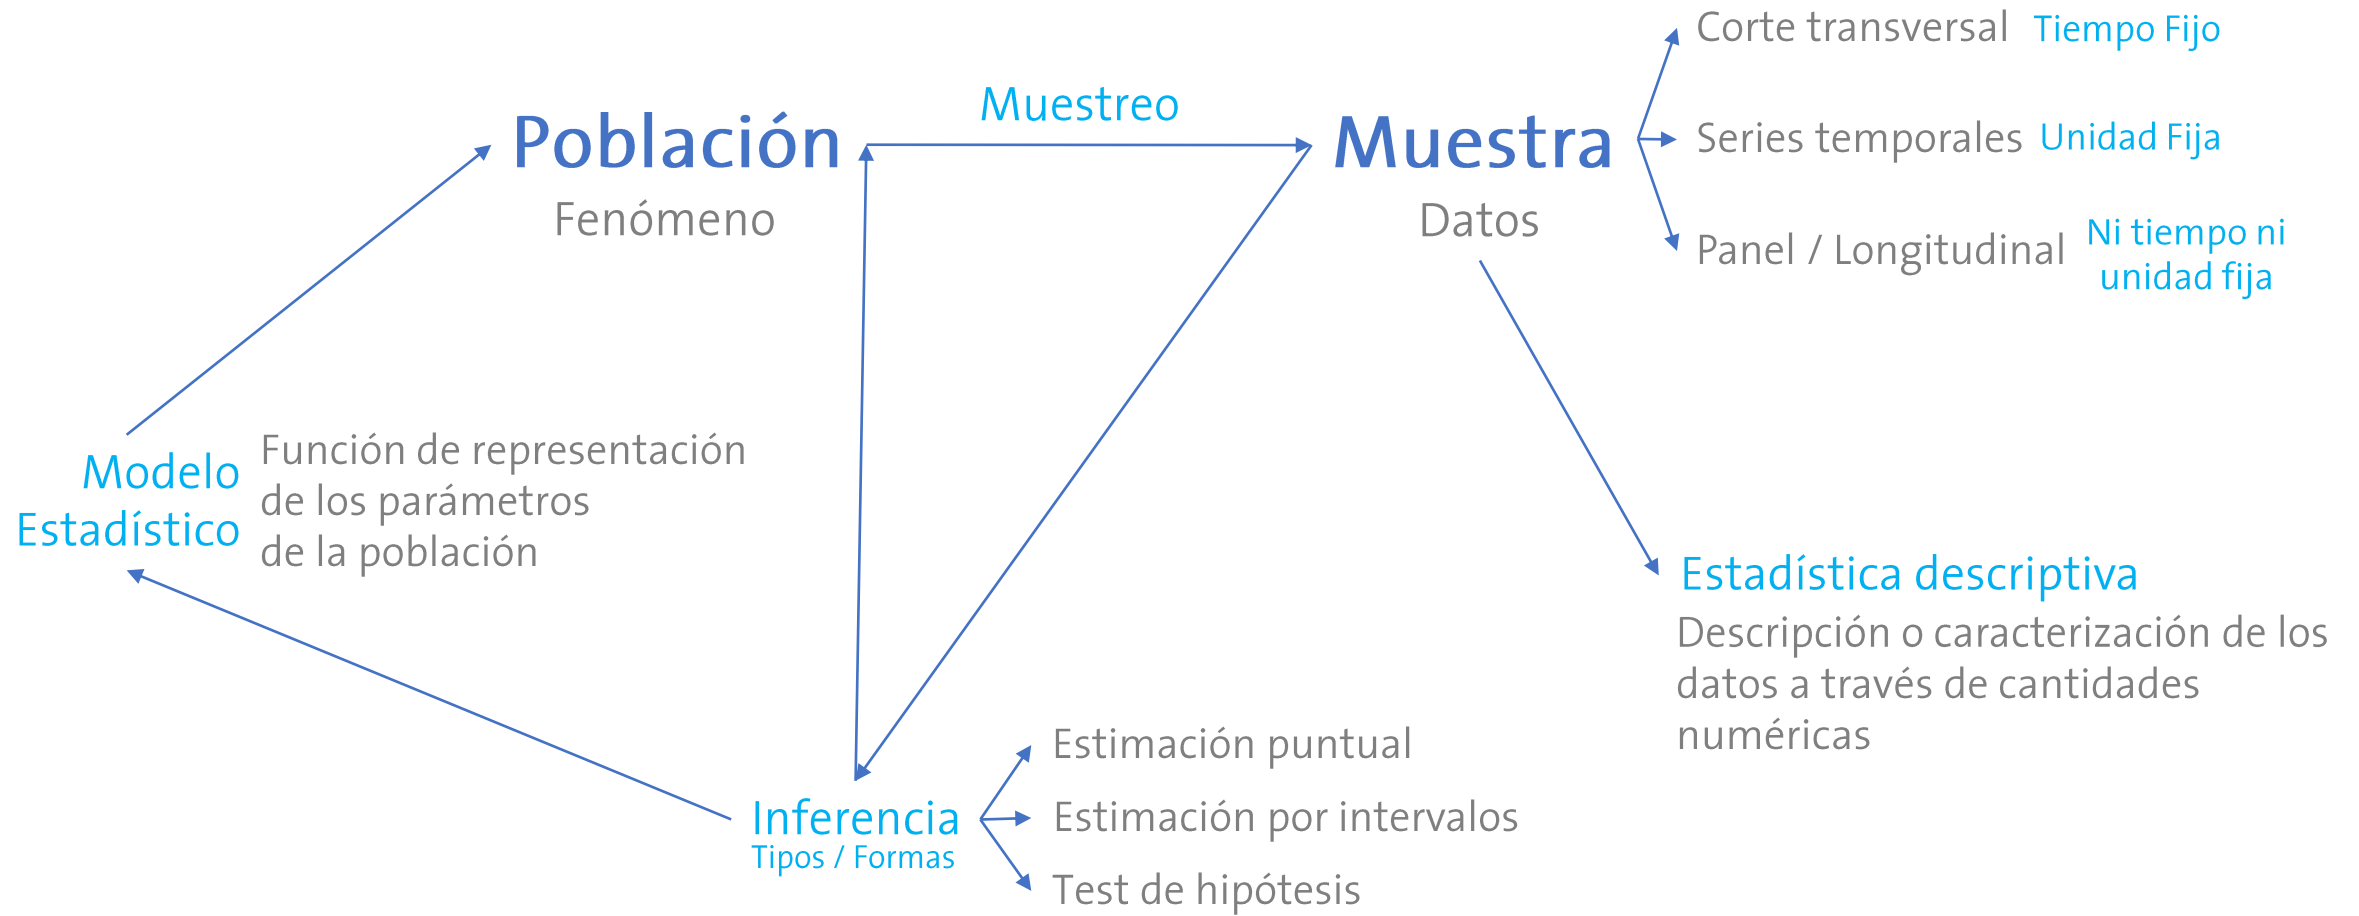 Corte transversal Tiempo Fijo
Muestreo
Población
Muestra
Series temporales Unidad Fija
Fenómeno
Datos
Panel / Longitudinal
Ni tiempo ni
unidad fija
Modelo
Estadístico
Función de representación
de los parámetros
de la población
Estadística descriptiva
Descripción o caracterización de los
datos a través de cantidades
numéricas
Inferencia
Tipos / Formas
Estimación puntual
Estimación por intervalos
Test de hipótesis